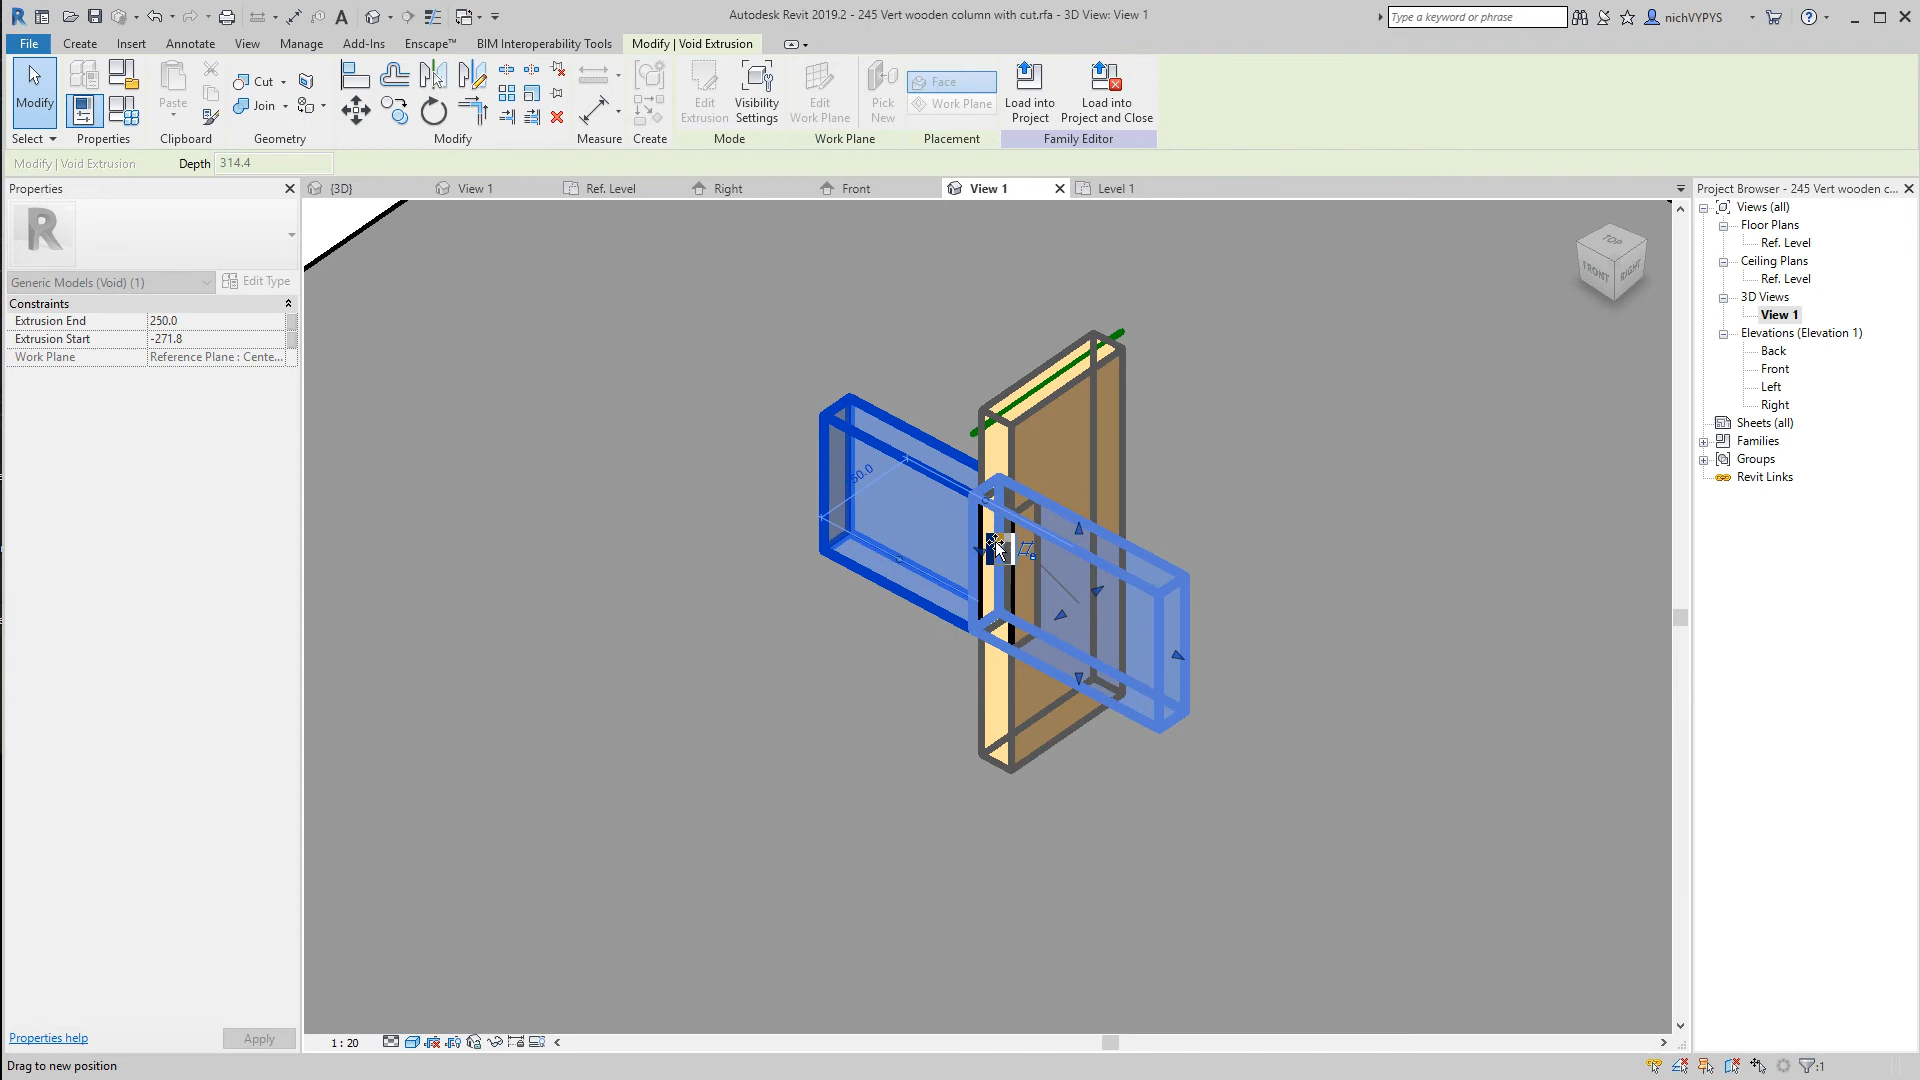 Autodesk Revit 2019.2 - 245 Vert wooden column with cut.rfa - 3D View: View 1
Type a keyword or phrase
nichVYPYS
File
Create
Insert
Annotate
View
Manage
Add-Ins
Enscape™
BIM Interoperability Tools
Modify | Void Extrusion
Modify
Paste
Cut
Join
Edit
Extrusion
Visibility
Settings
Edit
Work Plane
Pick
New
Face
Work Plane
Load into
Project
Load into
Project and Close
Select
Properties
Clipboard
Geometry
Modify
Measure
Create
Mode
Work Plane
Placement
Family Editor
Modify | Void Extrusion
Depth
314.4
Properties
Generic Models (Void) (1)
Edit Type
Constraints
Extrusion End
250.0
Extrusion Start
-271.8
Work Plane
Reference Plane : Cente...
Properties help
Apply
{3D}
View 1
Ref. Level
Right
Front
View 1
Level 1
TOP
FRONT
RIGHT
1 : 20
Project Browser - 245 Vert wooden c...
Views (all)
Floor Plans
Ref. Level
Ceiling Plans
Ref. Level
3D Views
View 1
Elevations (Elevation 1)
Back
Front
Left
Right
Sheets (all)
Families
Groups
Revit Links
Drag to new position
:1